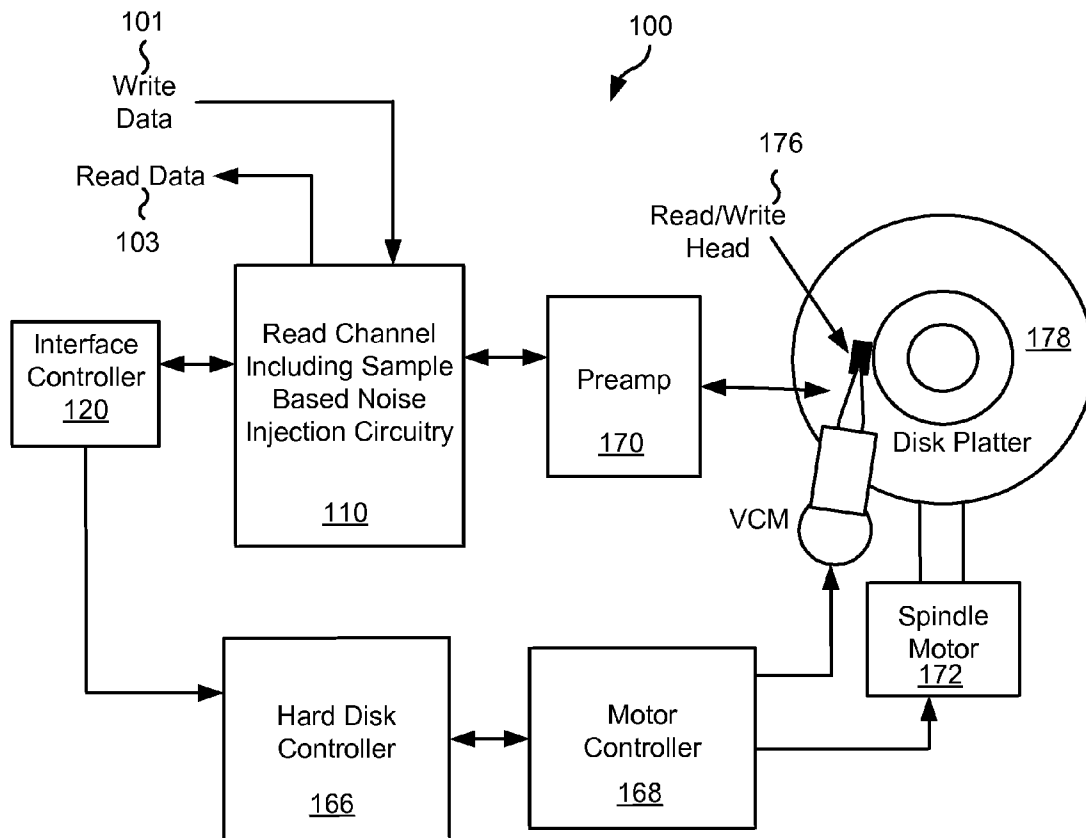 101
Write
Data
100
Read Data
103
176
Read/Write
Head
Interface
Controller
120
Read Channel
Including Sample
Based Noise
Injection Circuitry
110
Preamp
170
178
Disk Platter
VCM
Spindle
Motor
172
Hard Disk
Controller
166
Motor
Controller
168